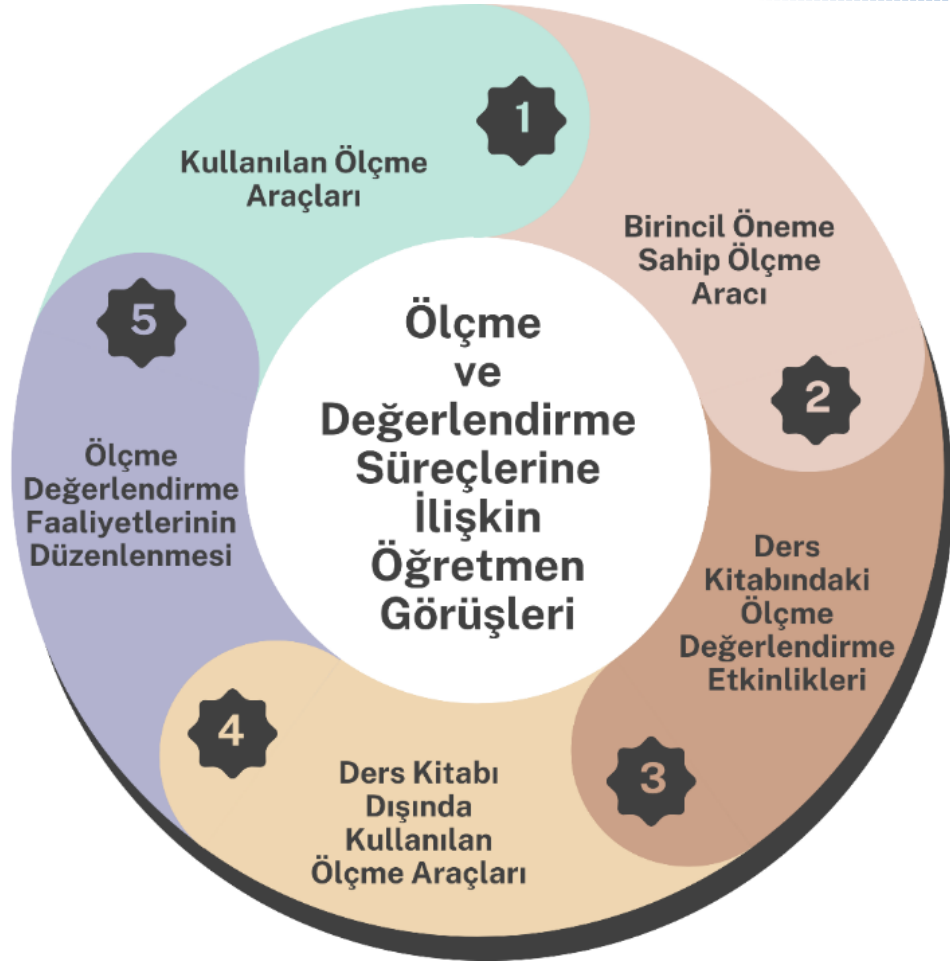 1
Kullanılan Ölçme
Araçları
Birincil Öneme
Sahip Ölçme
Aracı
2
Ders
Kitabındaki
Ölçme
Değerlendirme
Etkinlikleri
3
Ders Kitabı
Dışında
Kullanılan
Ölçme Araçları
4
5
Ölçme
Değerlendirme
Faaliyetlerinin
Düzenlenmesi
Ölçme
ve
Değerlendirme
Süreçlerine
İlişkin
Öğretmen
Görüşleri